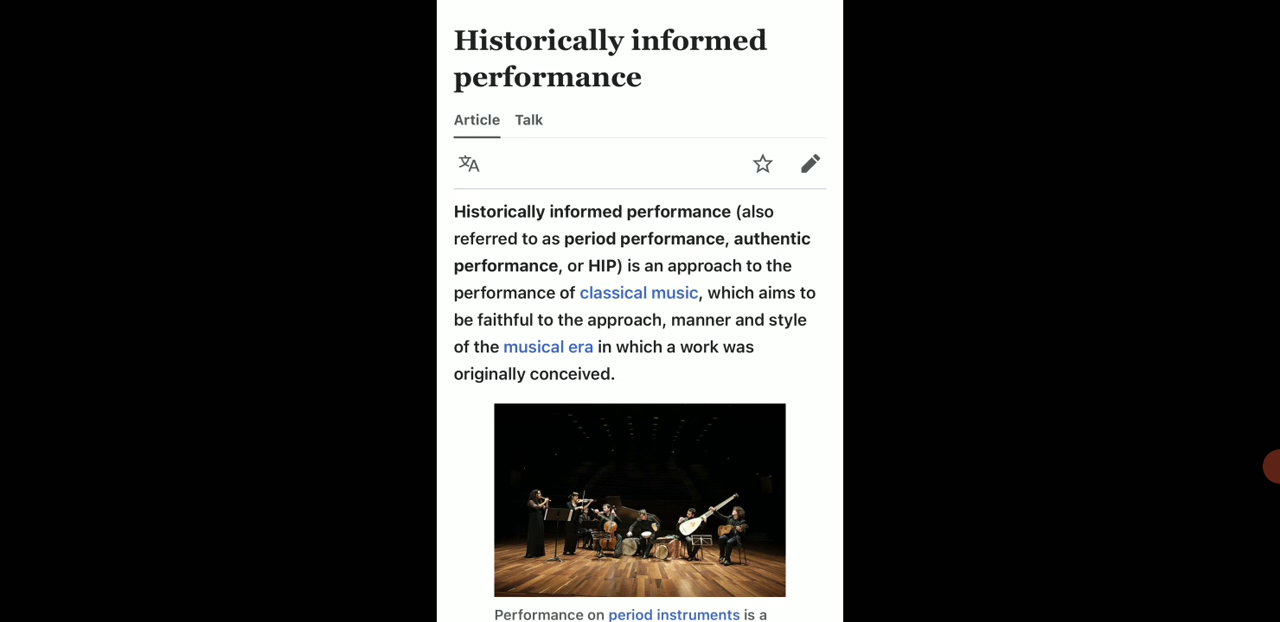 Historically informed
performance
Article Talk
Historically informed performance (also
referred to as period performance, authentic
performance, or HIP) is an approach to the
performance of classical music, which aims to
be faithful to the approach, manner and style
of the musical era in which a work was
originally conceived.
Performance on period instruments is a